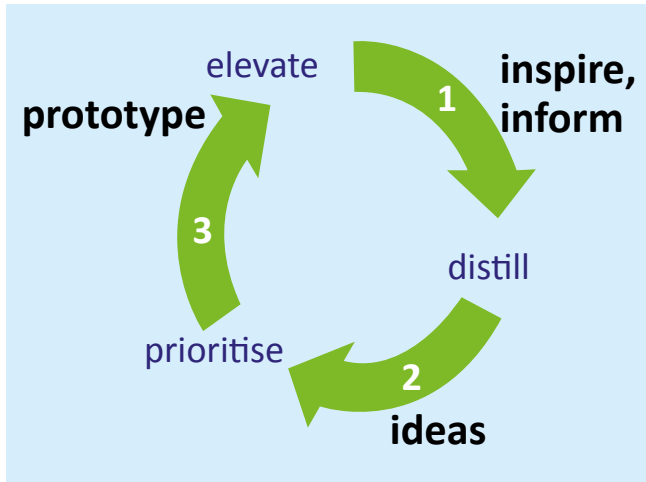 elevate
1
inspire,
inform
prototype
3
distill
prioritise
2
ideas